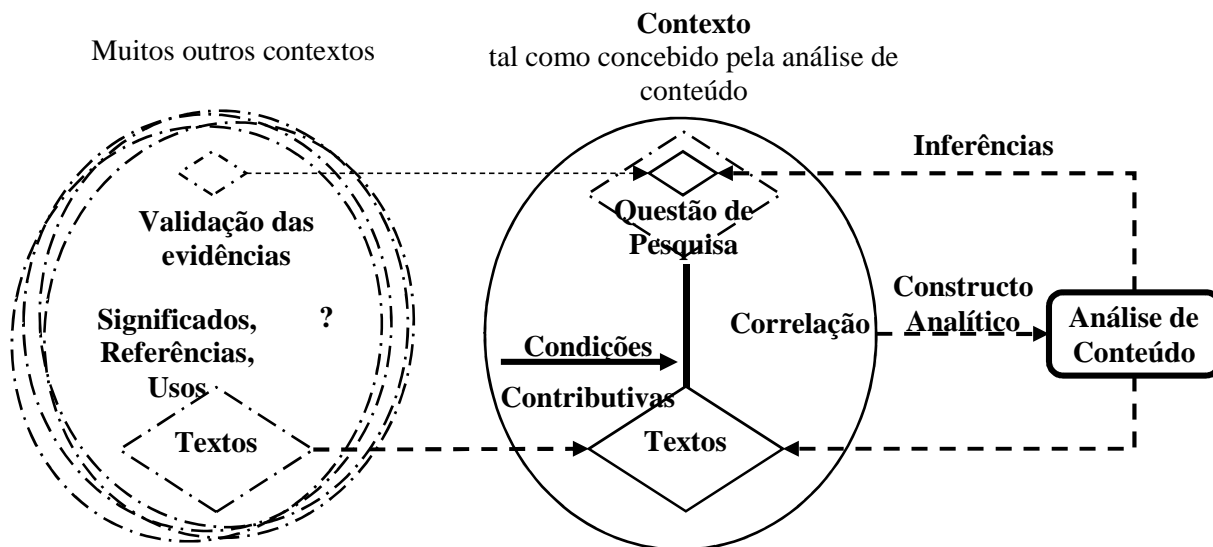 Muitos outros contextos
Contexto
tal como concebido pela análise de
conteúdo
Validação das
evidências
Significados,
Referências,
Usos
?
Textos
Questão de
Pesquisa
Correlação
Condições
Contributivas
Textos
Inferências
Constructo
Analítico
Análise de
Conteúdo